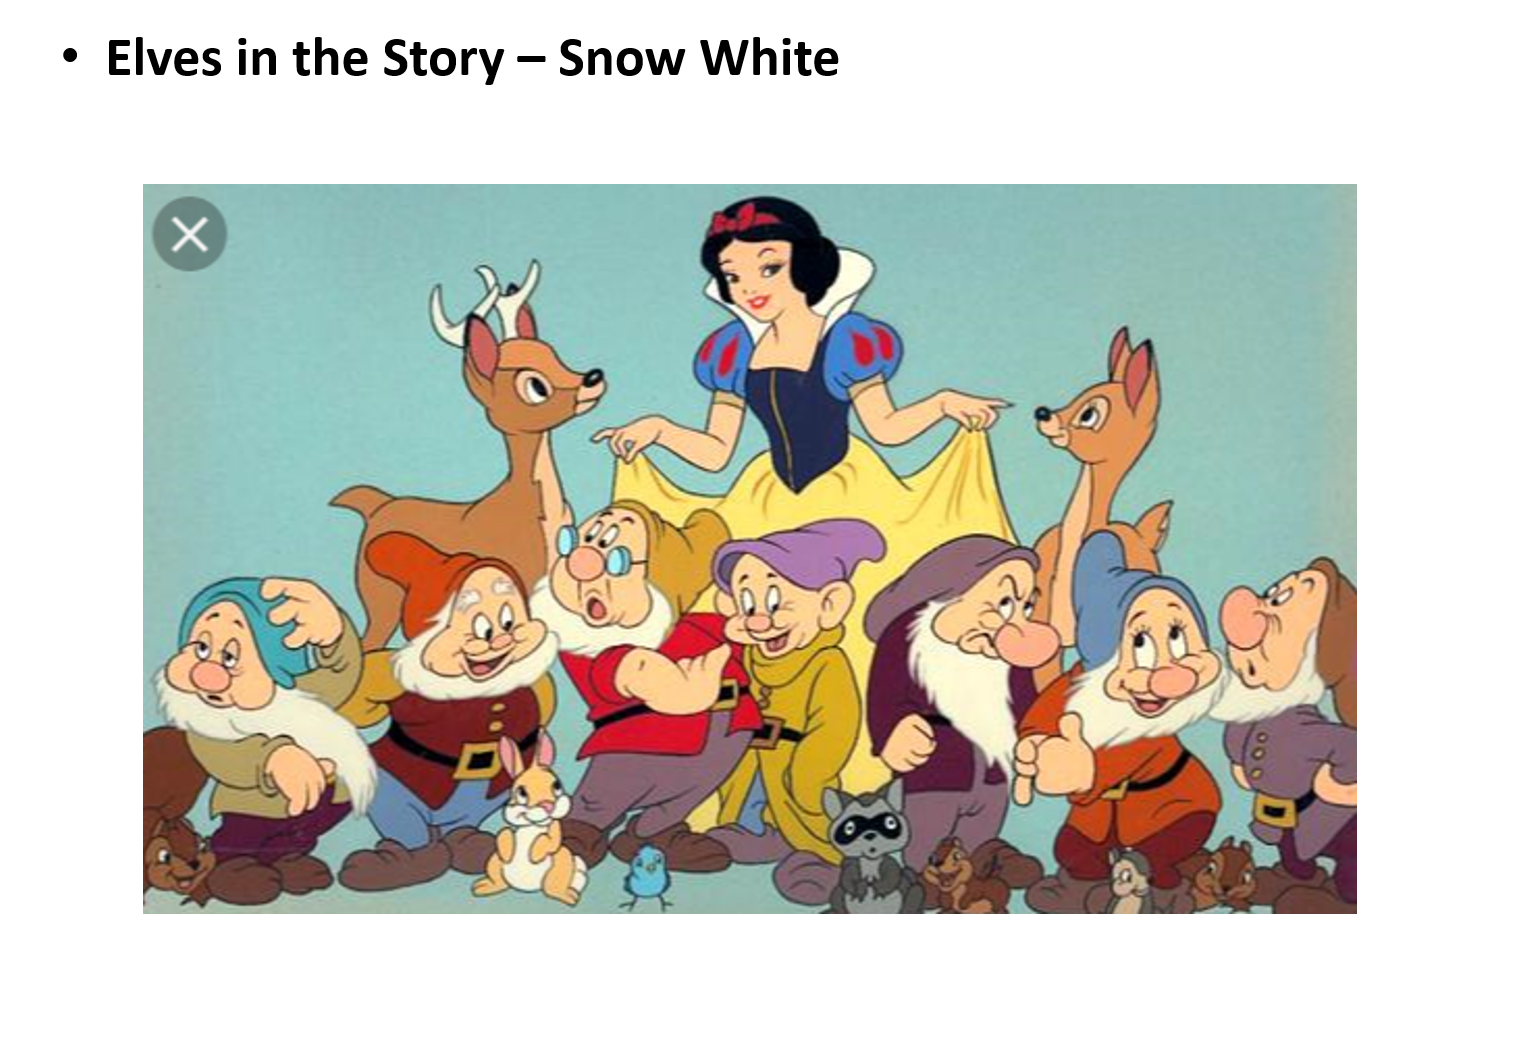 • Elves in the Story – Snow White